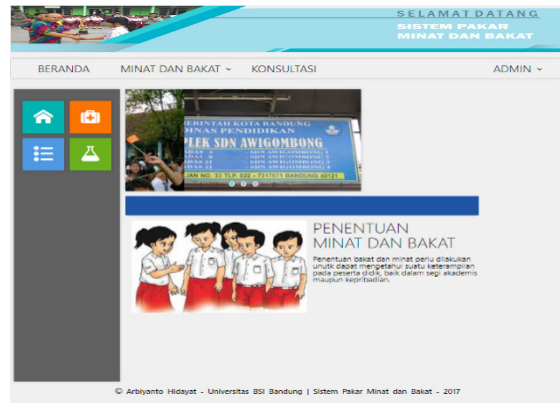 SELAMAT DATANG
SISTEM PAKAR
MINAT DAN BAKAT
BERANDA MINAT DAN BAKAT KONSULTASI ADMIN
PEMERINTAH KOTA BANDUNG
DINAS PENDIDIKAN
SDN AWIGOMBONG
PENENTUAN
MINAT DAN BAKAT
Penentuan bakat dan minat perlu dilakukan
unutk dapat mengetahui suatu keterampilan
pada peserta didik, baik dalam segi akademis
maupun kepribadian.
© Arbiyanto Hidayat - Universitas BSI Bandung | Sistem Pakar Minat dan Bakat - 2017